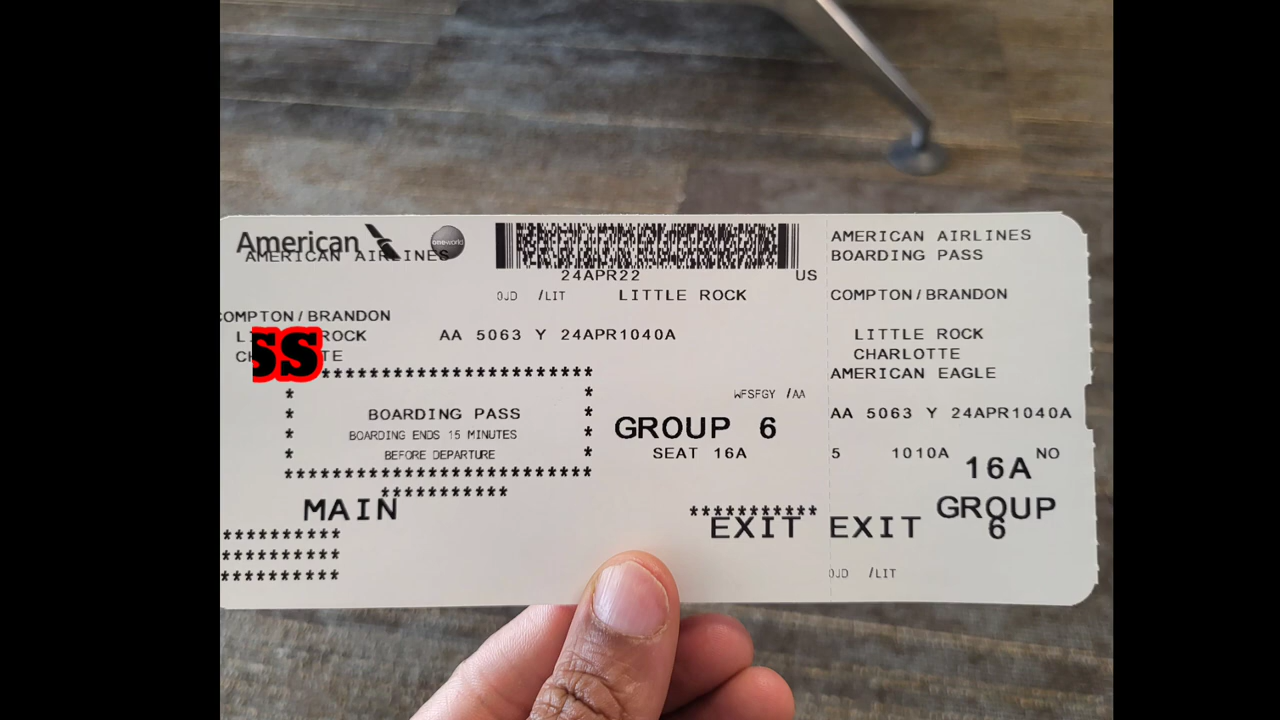 American
oneworld
AMERICAN AIRLINES
24APR22 US
0JD /LIT LITTLE ROCK
COMPTON/BRANDON
ROCK AA 5063 Y 24APR1040A
SS
**********************
* *
* BOARDING PASS *
* BOARDING ENDS 15 MINUTES *
* BEFORE DEPARTURE *
**********************
***********
MAIN
***********
***********
***********
WFSFGY /AA
GROUP 6
SEAT 16A
***********
EXIT
AMERICAN AIRLINES
BOARDING PASS
COMPTON/BRANDON
LITTLE ROCK
CHARLOTTE
AMERICAN EAGLE
AA 5063 Y 24APR1040A
5 1010A 16A NO
EXIT GROUP
6
0JD /LIT